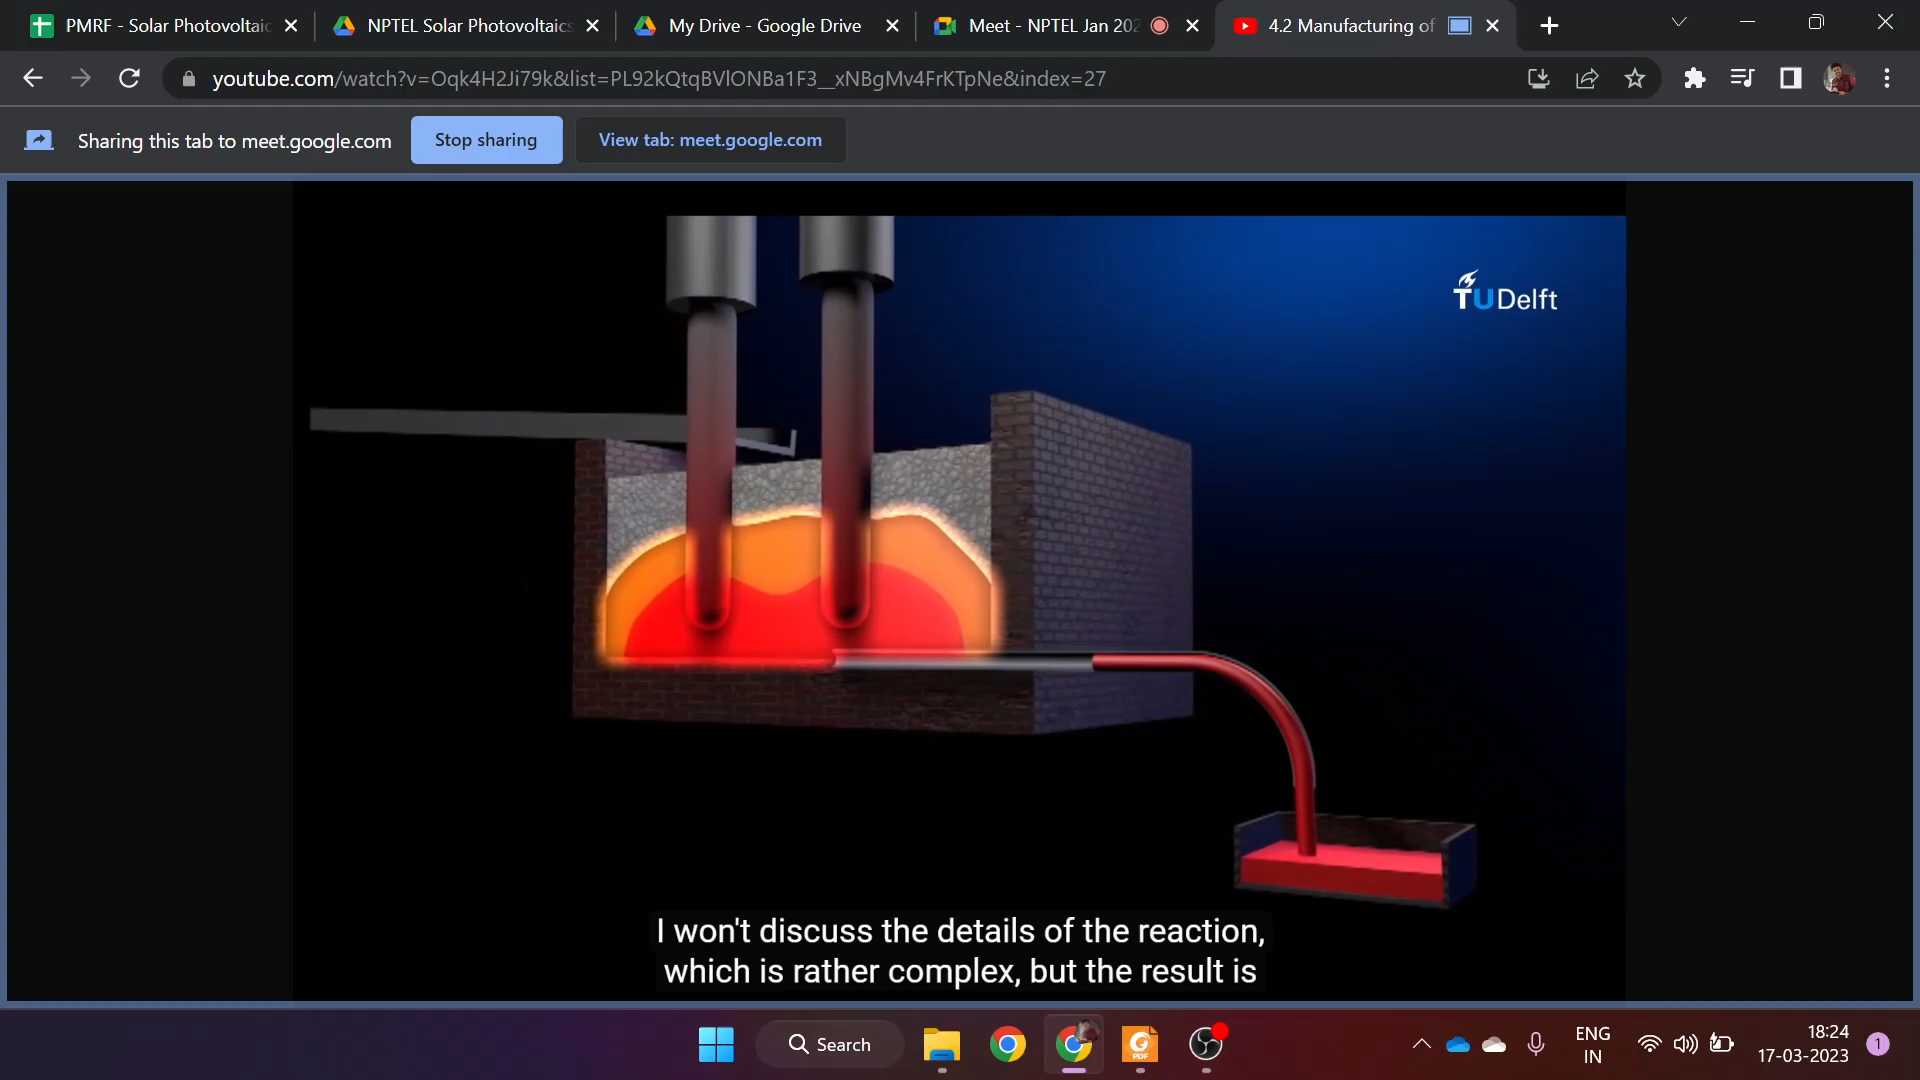 PMRF - Solar Photovoltaic
NPTEL Solar Photovoltaics
My Drive - Google Drive
Meet - NPTEL Jan 202
4.2 Manufacturing of
youtube.com/watch?v=Oqk4H2Ji79k&list=PL92kQtqBVlONBa1F3__xNBgMv4FrKTpNe&index=27
Sharing this tab to meet.google.com
Stop sharing
View tab: meet.google.com
TUDelft
I won't discuss the details of the reaction,
which is rather complex, but the result is
Search
PDF
ENG
IN
18:24
17-03-2023
1